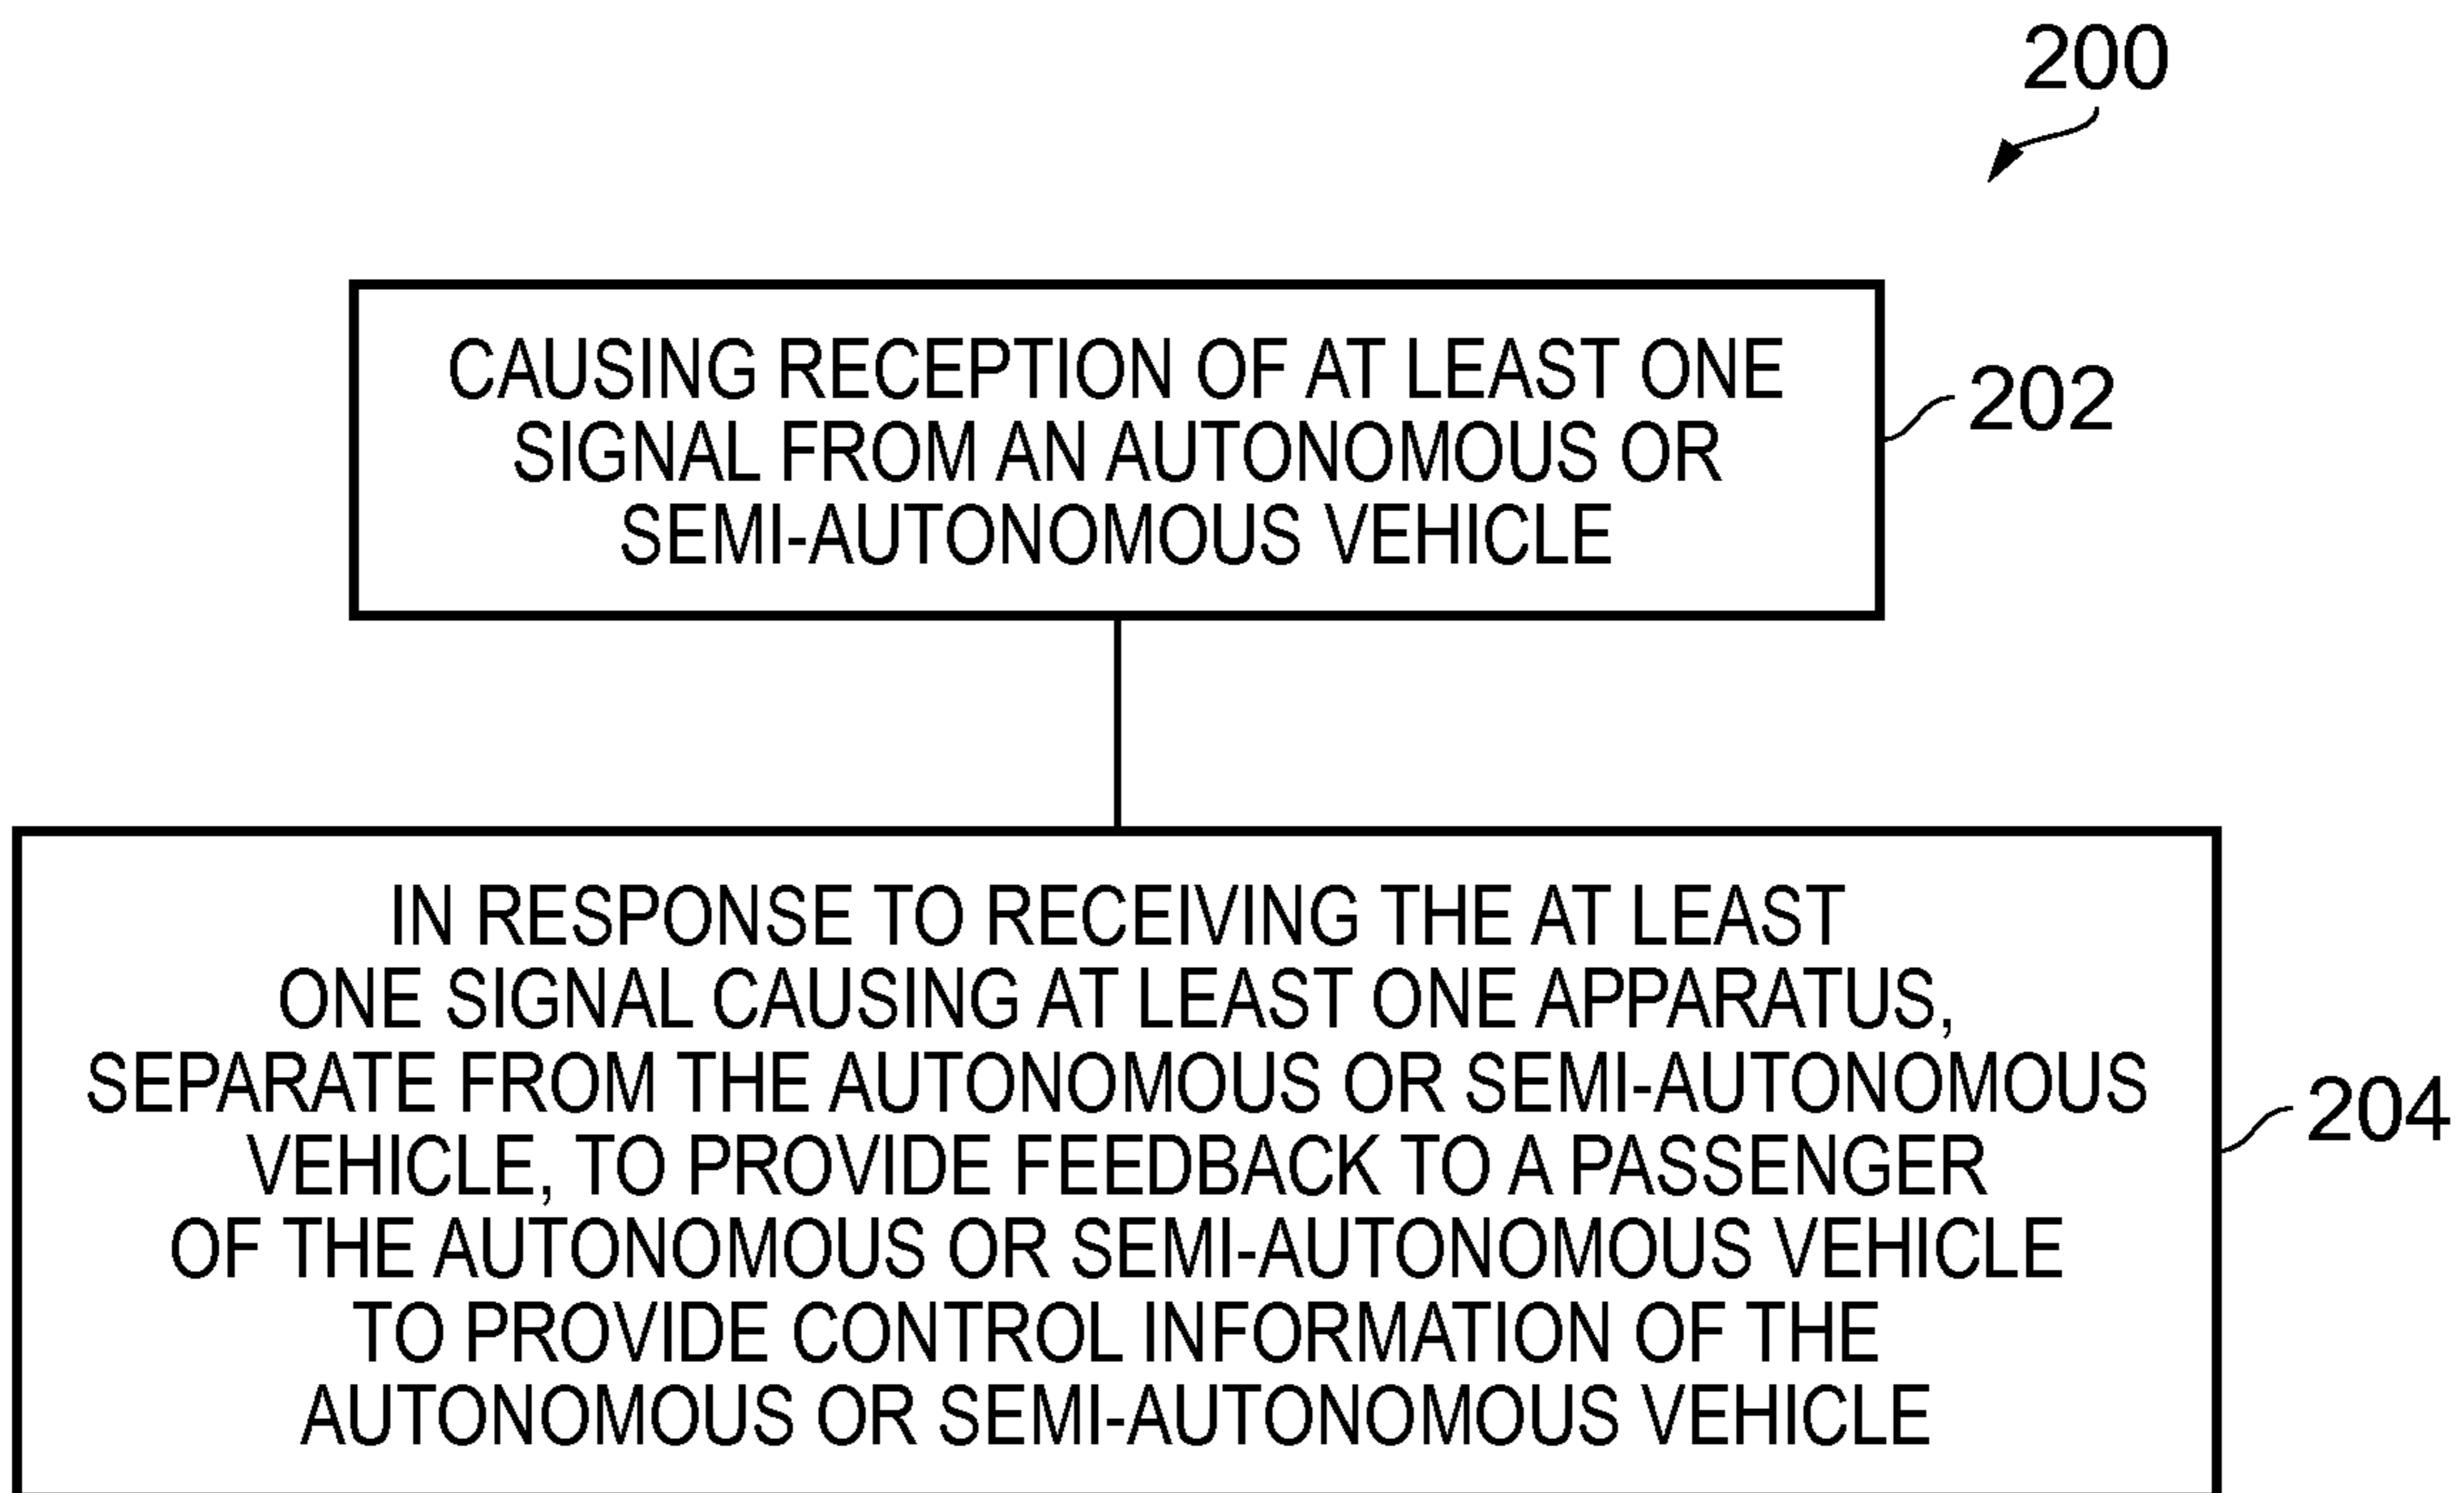 200
CAUSING RECEPTION OF AT LEAST ONE
SIGNAL FROM AN AUTONOMOUS OR
SEMI-AUTONOMOUS VEHICLE
202
IN RESPONSE TO RECEIVING THE AT LEAST
ONE SIGNAL CAUSING AT LEAST ONE APPARATUS,
SEPARATE FROM THE AUTONOMOUS OR SEMI-AUTONOMOUS
VEHICLE, TO PROVIDE FEEDBACK TO A PASSENGER
OF THE AUTONOMOUS OR SEMI-AUTONOMOUS VEHICLE
TO PROVIDE CONTROL INFORMATION OF THE
AUTONOMOUS OR SEMI-AUTONOMOUS VEHICLE
204